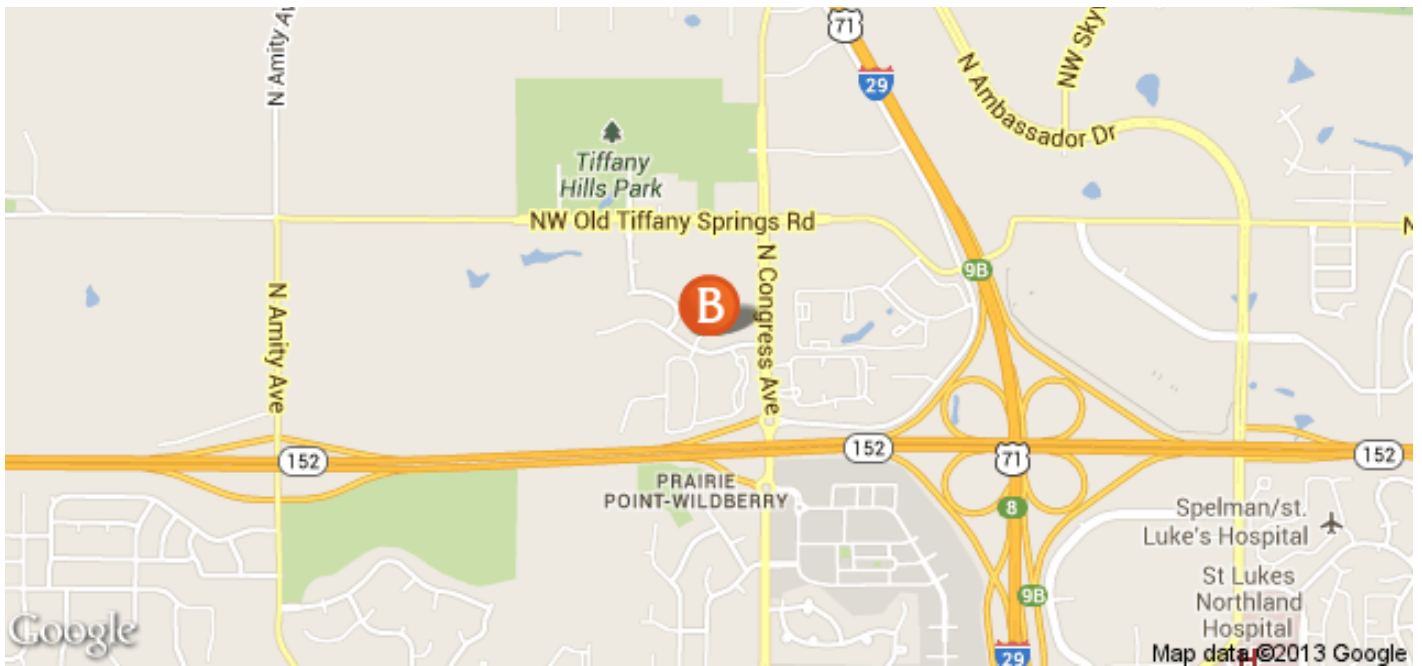 71
29
N Amity Av
N Ambassador Dr
NW Sky
Tiffany
Hills Park
NW Old Tiffany Springs Rd
N
9B
N Amity Ave
B
N Congress Ave
152
152
71
152
PRAIRIE
POINT-WILDBERRY
8
Spelman/st.
Luke's Hospital
St Lukes
Northland
Hospital
9B
Google
29
H
Map data ©2013 Google